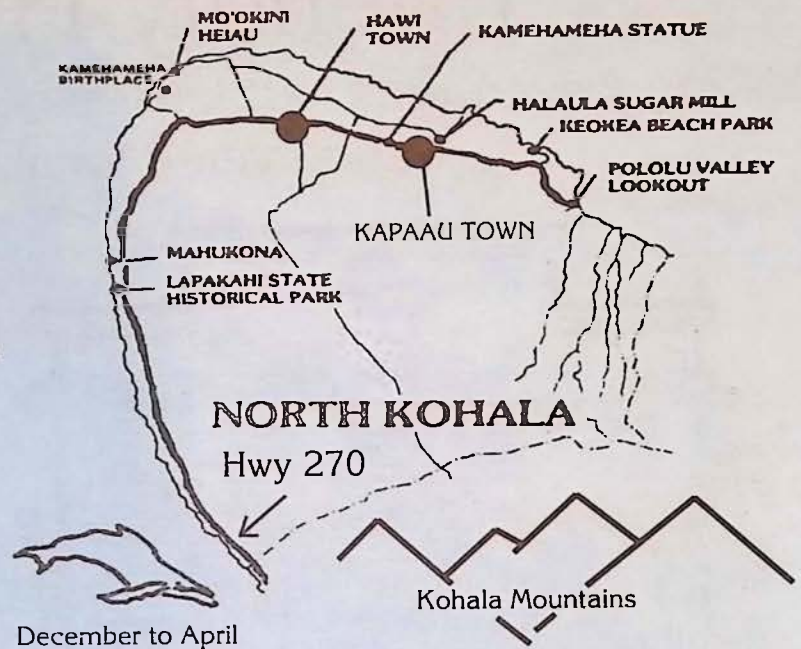 MO'OKINI
HEIAU
HAWI
TOWN
KAMEHAMEHA STATUE
KAMEHAMEHA
BIRTHPLACE
HALAULA SUGAR MILL
KEOKEA BEACH PARK
POLOLU VALLEY
LOOKOUT
KAPAAU TOWN
MAHUKONA
LAPAKAHI STATE
HISTORICAL PARK
NORTH KOHALA
Hwy 270
Kohala Mountains
December to April